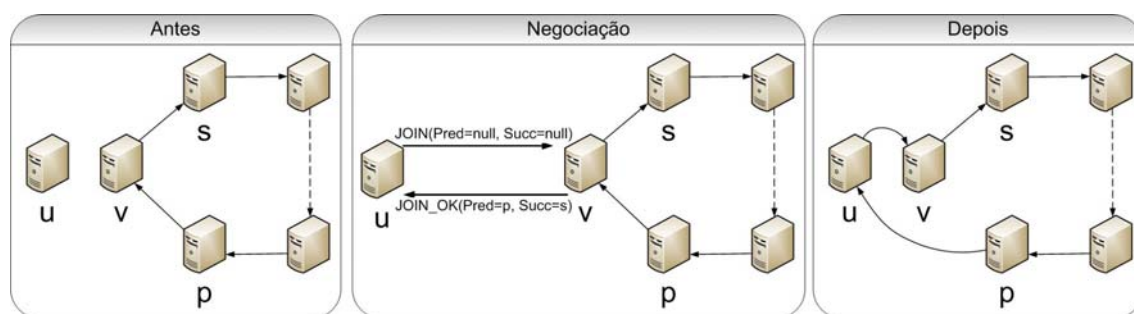 Antes
s
u
v
p
Negociação
s
JOIN(Pred=null, Succ=null)
u
JOIN_OK(Pred=p, Succ=s)
v
p
Depois
s
u
v
p